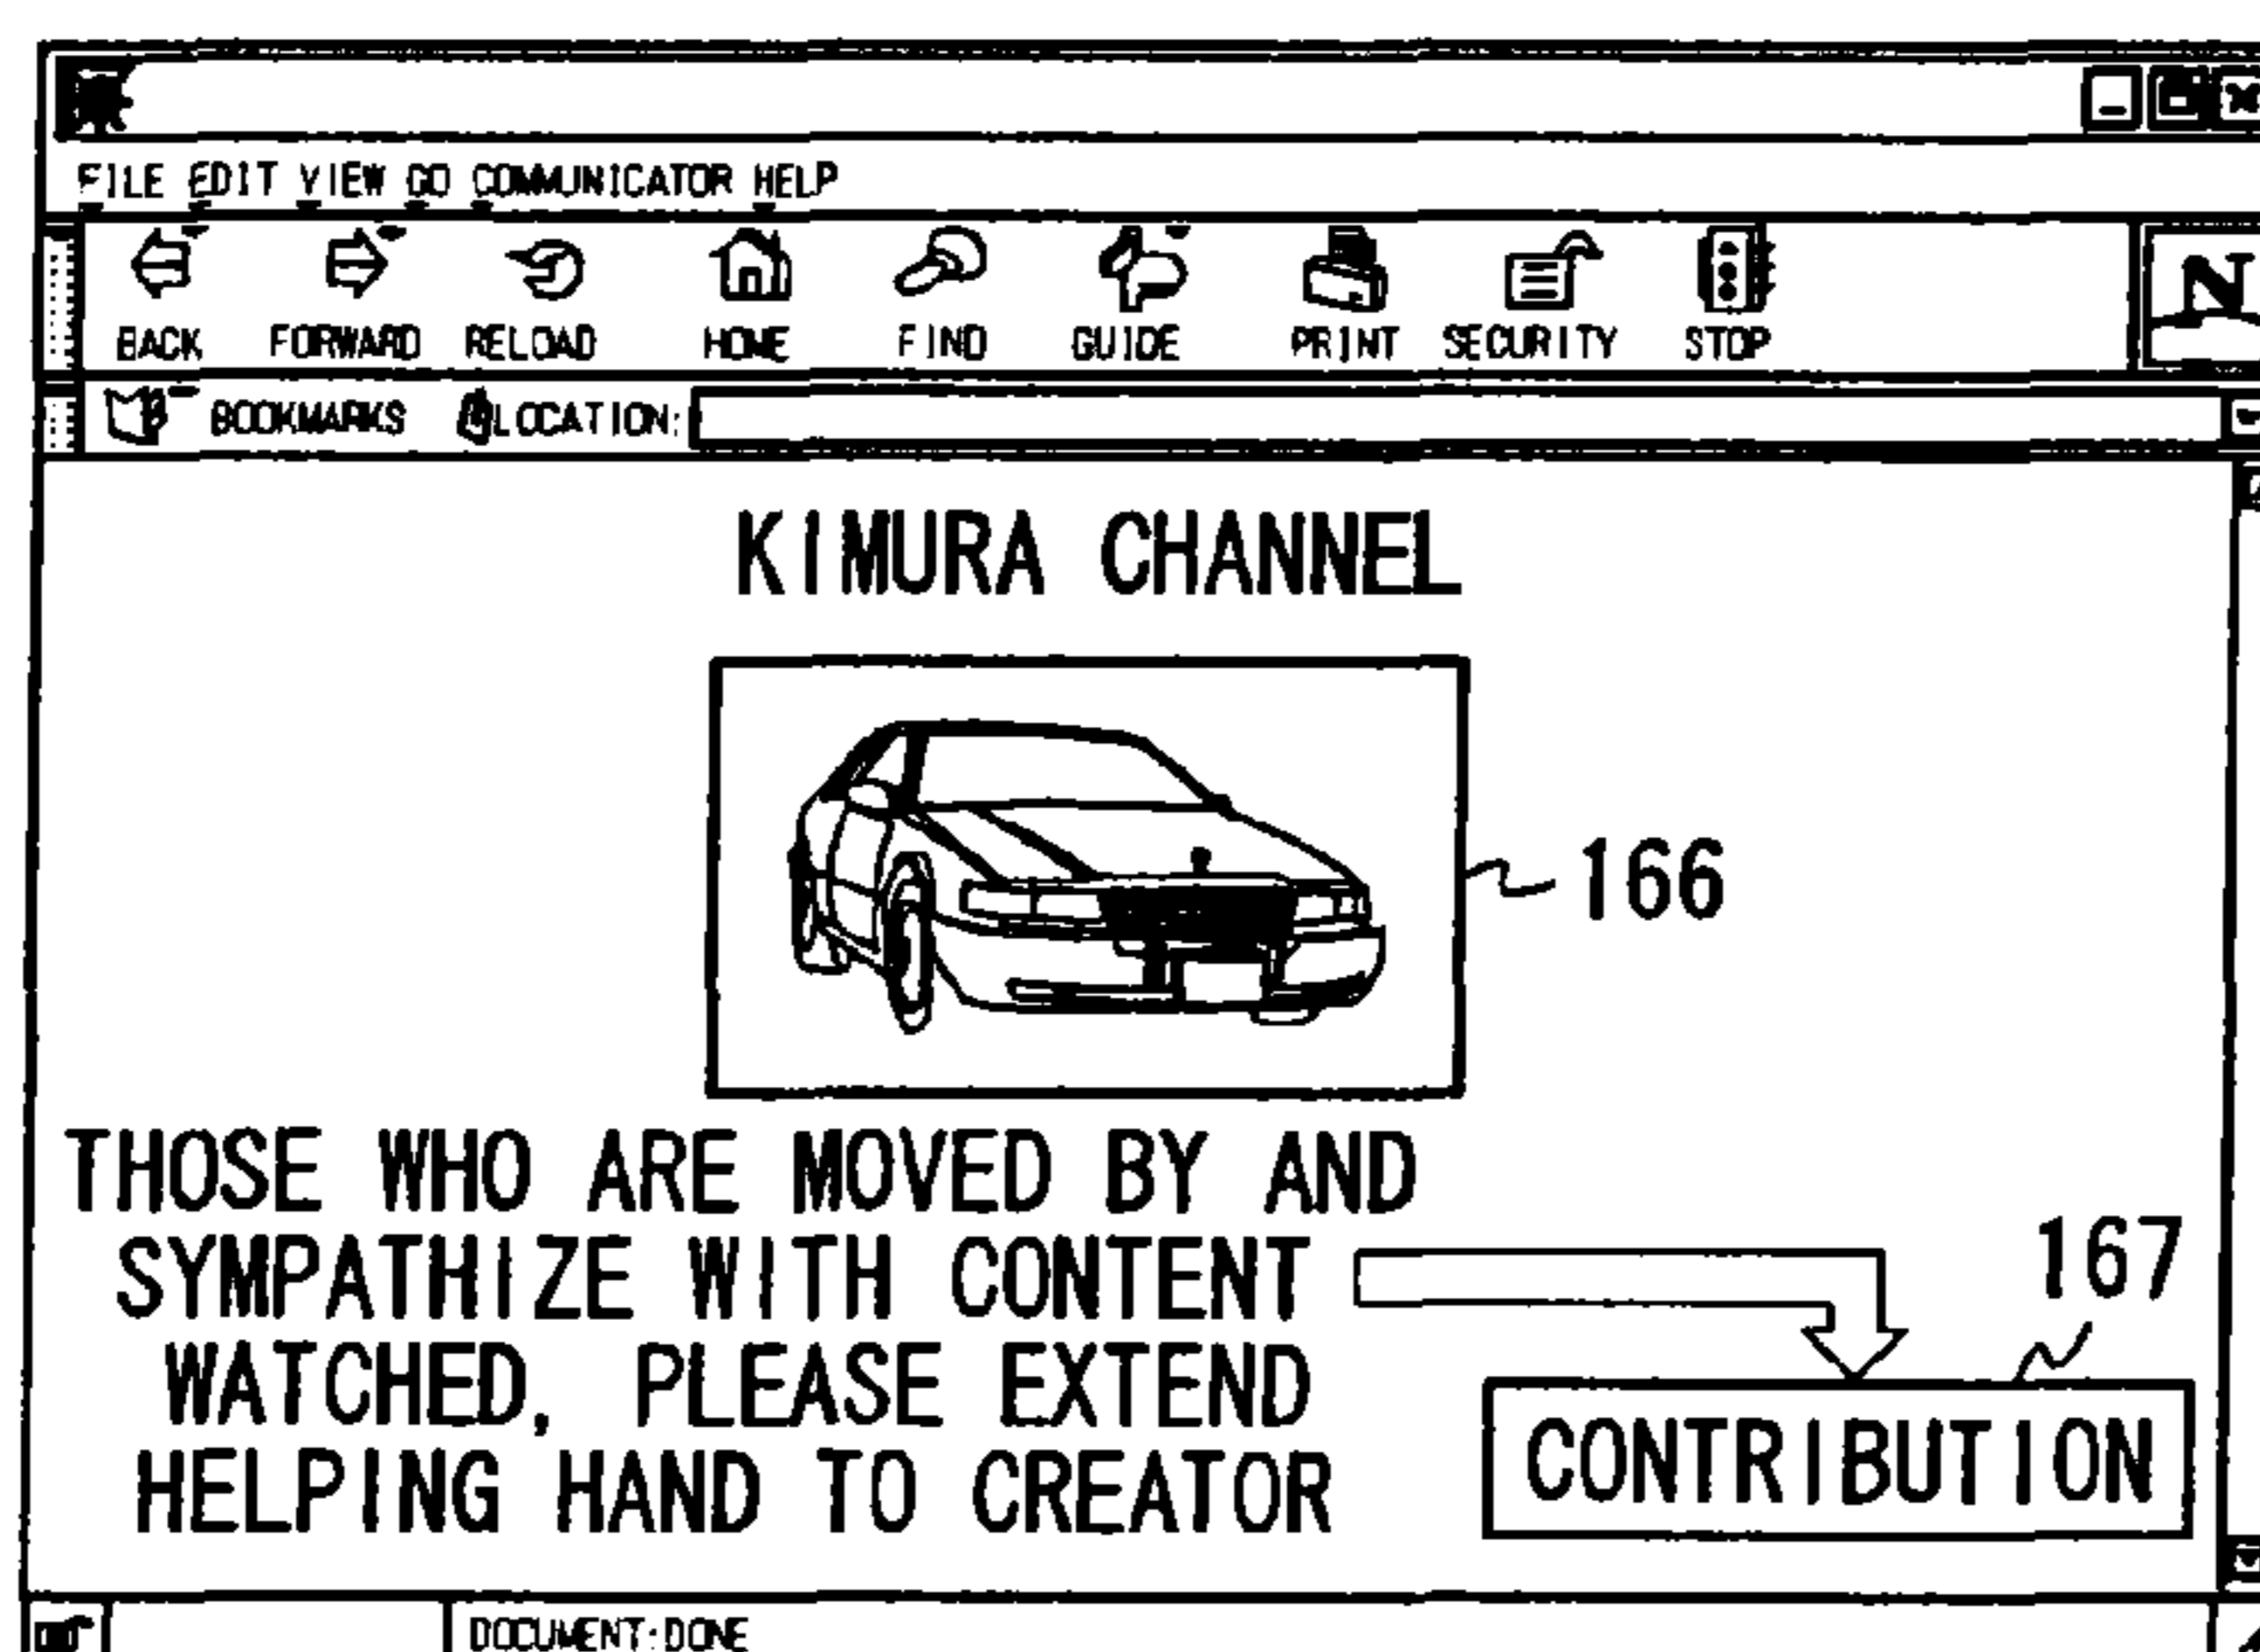 FILE EDIT VIEW GO COMMUNICATOR HELP
BACK FORWARD RELOAD HOME FIND GUIDE PRINT SECURITY STOP
N
BOOKMARKS LOCATION:
KIMURA CHANNEL
166
THOSE WHO ARE MOVED BY AND
SYMPATHIZE WITH CONTENT
WATCHED, PLEASE EXTEND
HELPING HAND TO CREATOR
167
CONTRIBUTION
DOCUMENT:DONE